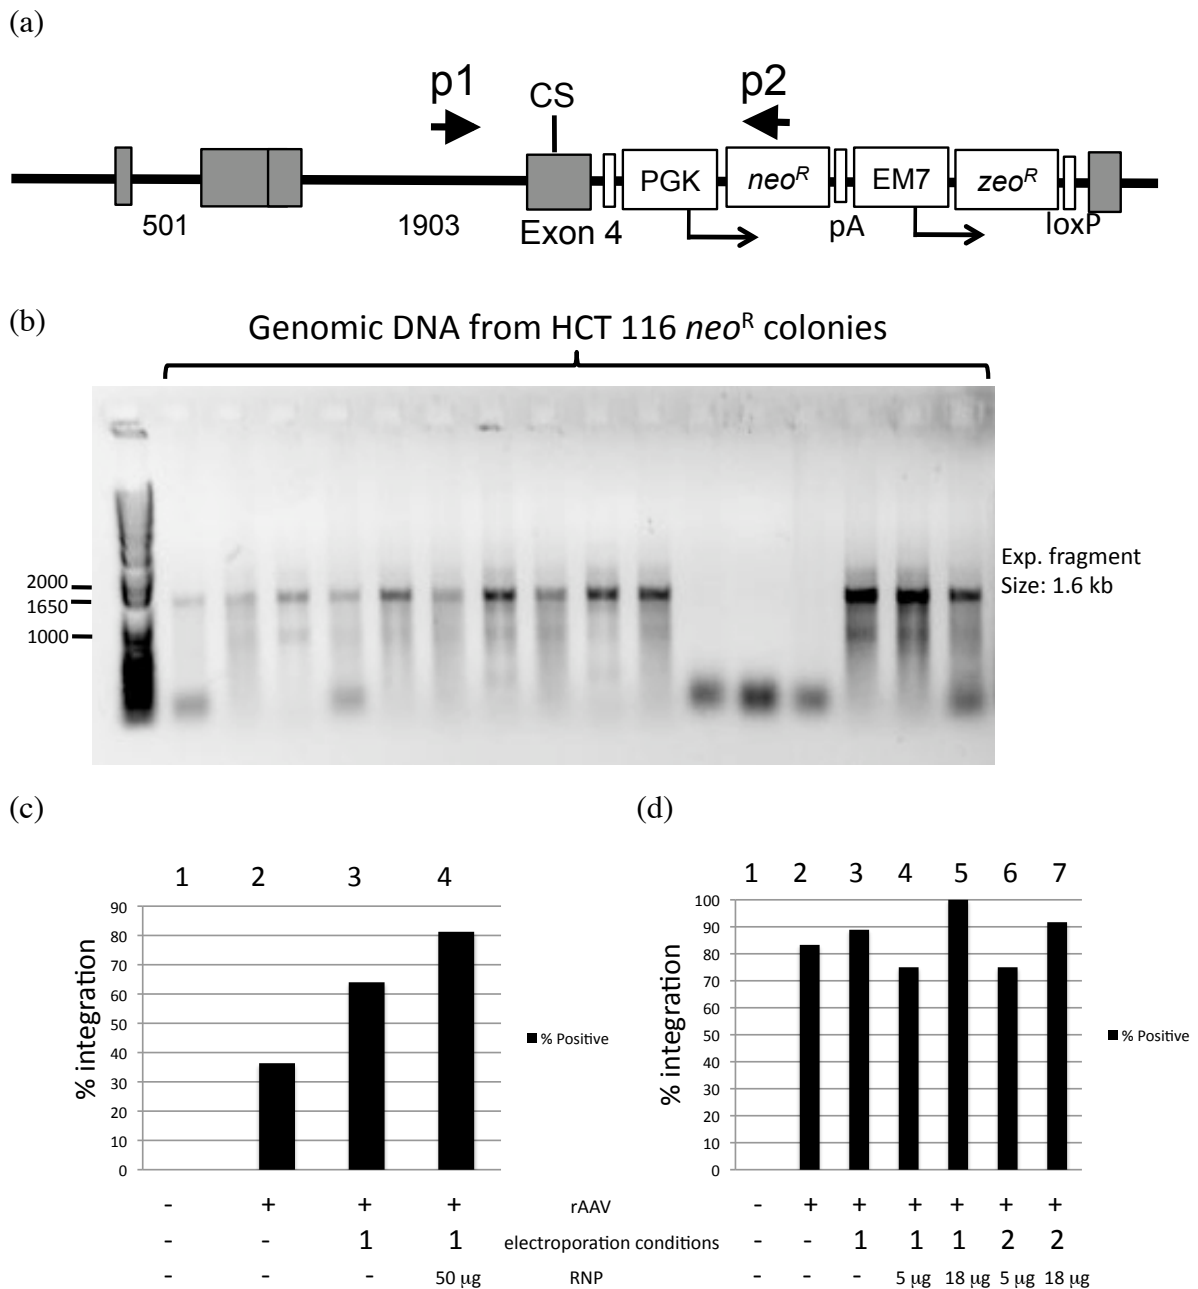 (a)
p1
p2
CS
PGK
neoR
EM7
zeoR
501
1903
Exon 4
pA
loxP
(b)
Genomic DNA from HCT 116 neoR colonies
2000
1650
1000
Exp. fragment
Size: 1.6 kb
(c)
1 2 3 4
90
80
70
60
50
40
30
20
10
0
% integration
% Positive
(d)
1 2 3 4 5 6 7
100
90
80
70
60
50
40
30
20
10
0
% integration
% Positive
- + + + rAAV - + + + + + +
- - 1 1 electroporation conditions - - 1 1 1 2 2
- - - 50 µg RNP - - - 5 µg 18 µg 5 µg 18 µg